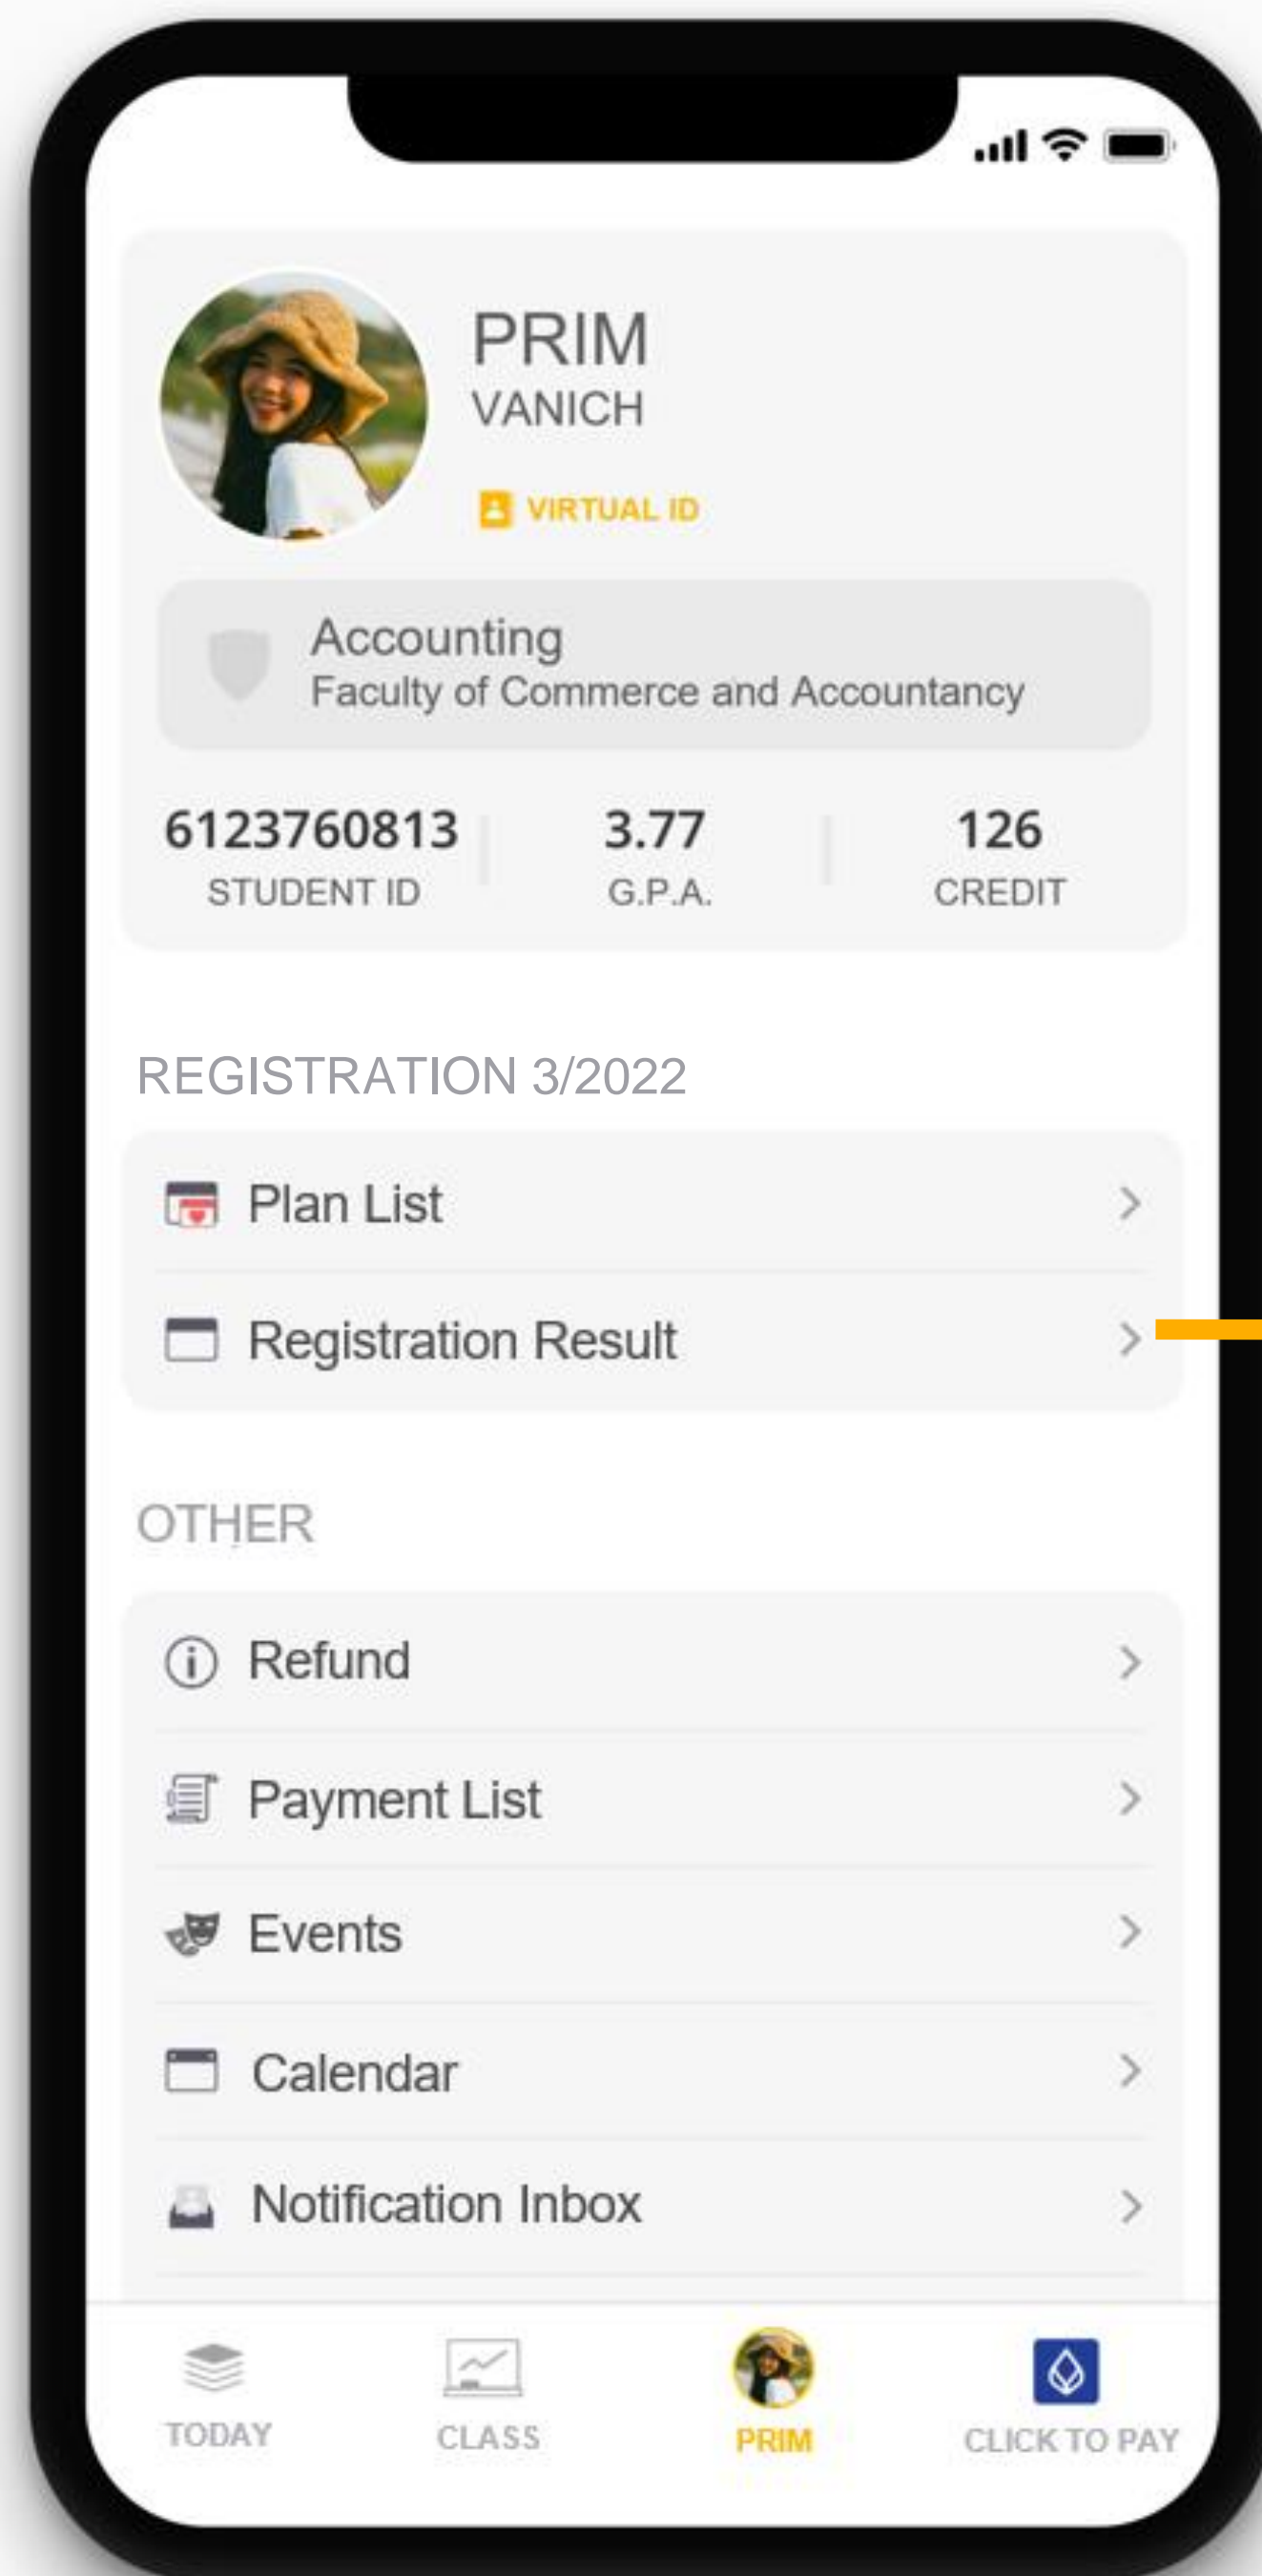 PRIM
VANICH
VIRTUAL ID
Accounting
Faculty of Commerce and Accountancy
6123760813 3.77 126
STUDENT ID G.P.A. CREDIT
REGISTRATION 3/2022
Plan List
Registration Result
OTHER
Refund
Payment List
Events
Calendar
Notification Inbox
TODAY CLASS PRIM CLICK TO PAY